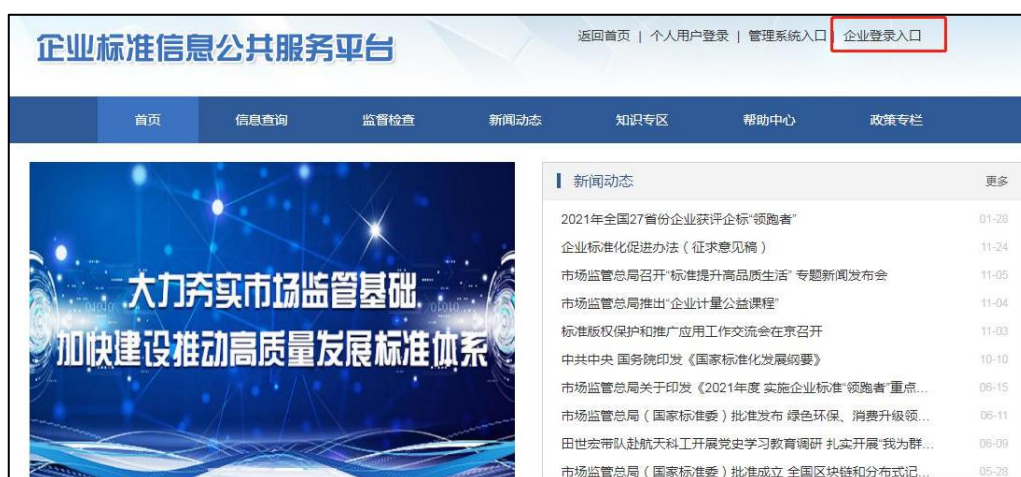 企业标准信息公共服务平台
返回首页 | 个人用户登录 | 管理系统入口 | 企业登录入口
首页 信息查询 监督检查 新闻动态 知识专区 帮助中心 政策专栏
大力夯实市场监管基础
加快建设推动高质量发展标准体系
新闻动态 更多
2021年全国27省份企业获评企标“领跑者” 01-28
企业标准化促进办法（征求意见稿） 11-24
市场监管总局召开“标准提升高品质生活” 专题新闻发布会 11-05
市场监管总局推出“企业计量公益课程” 11-04
标准版权保护和推广应用工作交流会在京召开 11-03
中共中央 国务院印发《国家标准化发展纲要》 10-10
市场监管总局关于印发《2021年度 实施企业标准“领跑者”重点... 06-15
市场监管总局（国家标准委）批准发布 绿色环保、消费升级领... 06-11
田世宏带队赴航天科工开展党史学习教育调研 扎实开展“我为群... 06-09
市场监管总局（国家标准委）批准成立 全国区块链和分布式记... 05-28